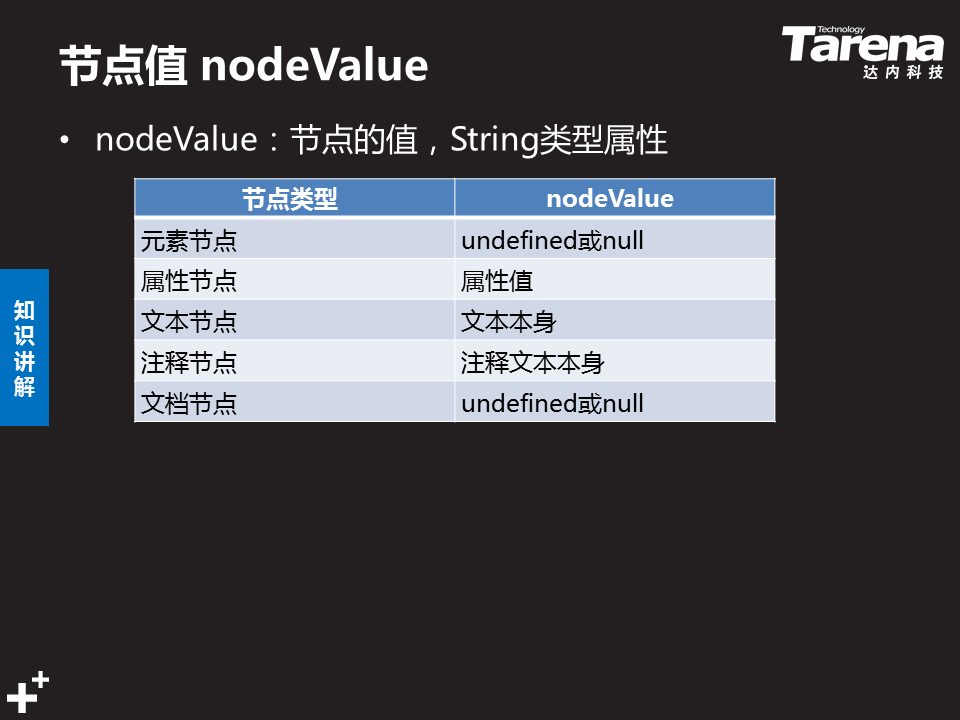 节点值 nodeValue
Technology
Tarena
达内科技
• nodeValue：节点的值，String类型属性
节点类型 nodeValue
元素节点 undefined或null
属性节点 属性值
文本节点 文本本身
注释节点 注释文本本身
文档节点 undefined或null
知
识
讲
解